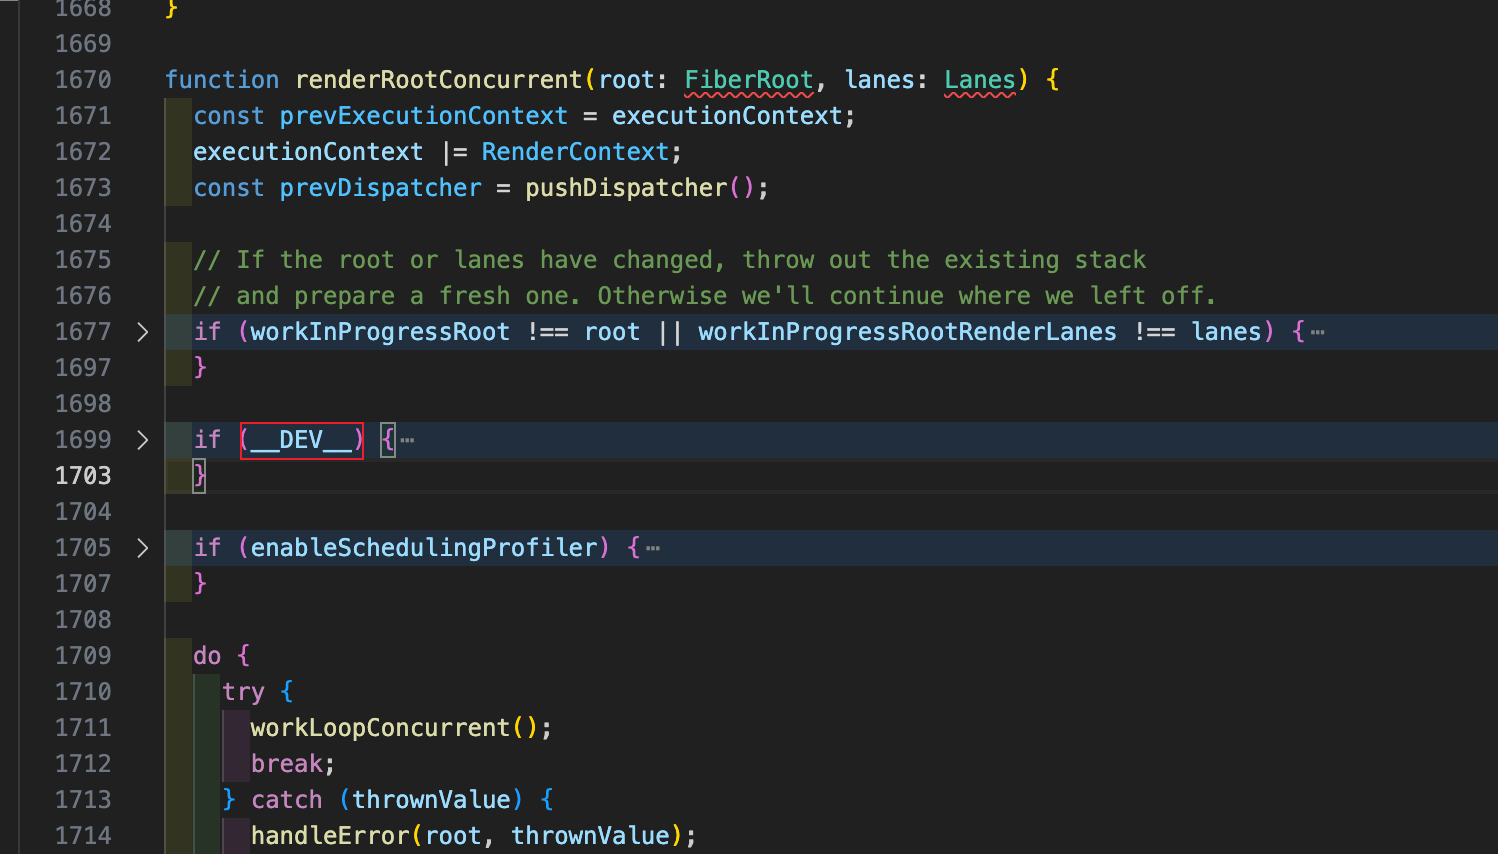 1668 }
1669
1670 function renderRootConcurrent(root: FiberRoot, lanes: Lanes) {
1671 const prevExecutionContext = executionContext;
1672 executionContext |= RenderContext;
1673 const prevDispatcher = pushDispatcher();
1674
1675 // If the root or lanes have changed, throw out the existing stack
1676 // and prepare a fresh one. Otherwise we'll continue where we left off.
1677 if (workInProgressRoot !== root || workInProgressRootRenderLanes !== lanes) {⋯
1697 }
1698
1699 if (__DEV__) {⋯
1703 }
1704
1705 if (enableSchedulingProfiler) {⋯
1707 }
1708
1709 do {
1710 try {
1711 workLoopConcurrent();
1712 break;
1713 } catch (thrownValue) {
1714 handleError(root, thrownValue);